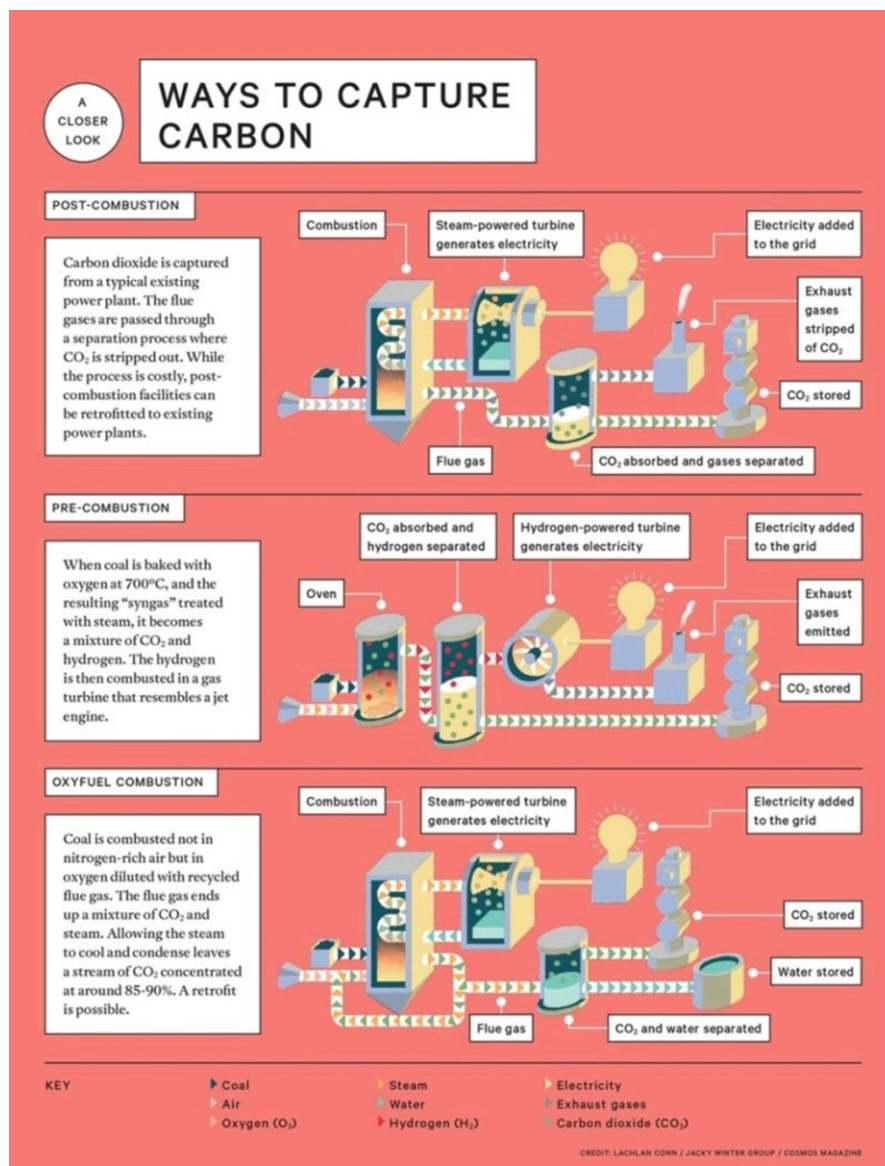 A
CLOSER
LOOK
WAYS TO CAPTURE
CARBON
POST-COMBUSTION
Carbon dioxide is captured
from a typical existing
power plant. The flue
gases are passed through
a separation process where
CO₂ is stripped out. While
the process is costly, post-
combustion facilities can
be retrofitted to existing
power plants.
Combustion
Steam-powered turbine
generates electricity
Electricity added
to the grid
Exhaust
gases
stripped
of CO₂
CO₂ stored
Flue gas
CO₂ absorbed and gases separated
PRE-COMBUSTION
When coal is baked with
oxygen at 700°C, and the
resulting “syngas” treated
with steam, it becomes
a mixture of CO₂ and
hydrogen. The hydrogen
is then combusted in a gas
turbine that resembles a jet
engine.
Oven
CO₂ absorbed and
hydrogen separated
Hydrogen-powered turbine
generates electricity
Electricity added
to the grid
Exhaust
gases
emitted
CO₂ stored
OXYFUEL COMBUSTION
Coal is combusted not in
nitrogen-rich air but in
oxygen diluted with recycled
flue gas. The flue gas ends
up a mixture of CO₂ and
steam. Allowing the steam
to cool and condense leaves
a stream of CO₂ concentrated
at around 85-90%. A retrofit
is possible.
Combustion
Steam-powered turbine
generates electricity
Electricity added
to the grid
CO₂ stored
Water stored
Flue gas
CO₂ and water separated
KEY
Coal
Air
Oxygen (O₂)
Steam
Water
Hydrogen (H₂)
Electricity
Exhaust gases
Carbon dioxide (CO₂)
CREDIT: LACHLAN CONN / JACKY WINTER GROUP / COSMOS MAGAZINE